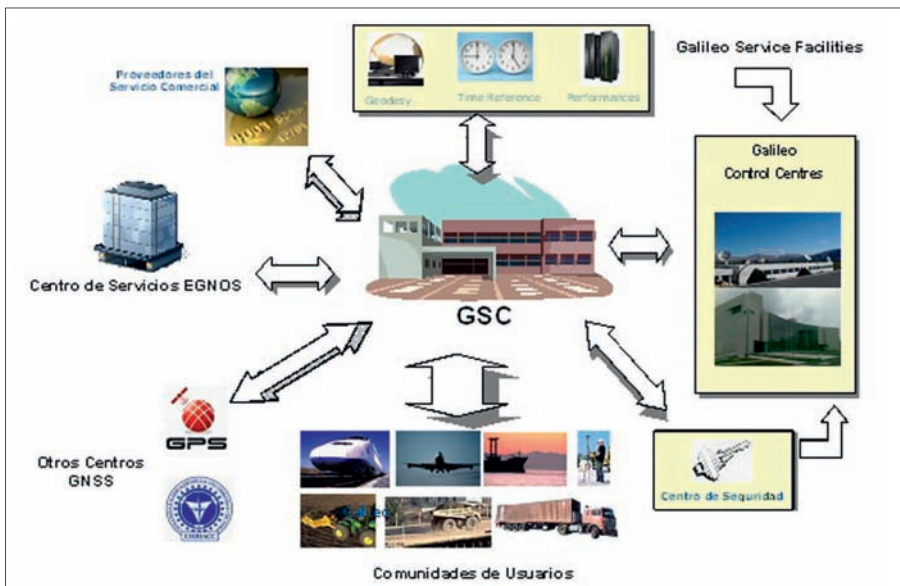 Proveedores del
Servicio Comercial
Geodesy
Time Reference
Performances
Galileo Service Facilities
Galileo
Control Centres
Centro de Servicios EGNOS
GSC
GPS
Otros Centros
GNSS
Galileo
Centro de Seguridad
Comunidades de Usuarios